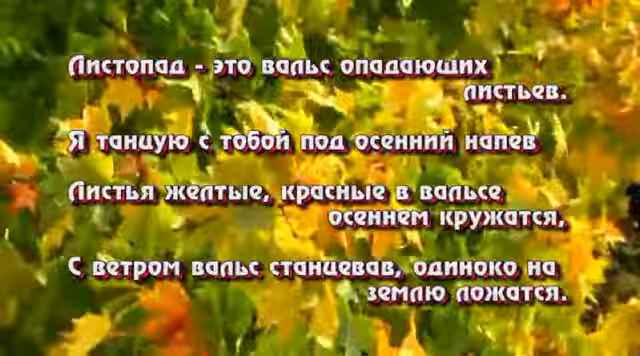 Листопад - это вальс опадающих
листьев.
Я танцую с тобой под осенний напев
Листья желтые, красные в вальсе
осеннем кружатся,
С ветром вальс станцевав, одиноко на
землю ложатся.